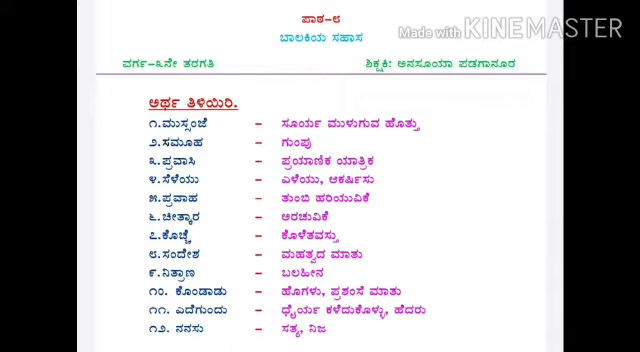 ಪಾಠ-೮
Made with KINEMASTER
ಬಾಲಕಿಯ ಸಹಾಸ
ವರ್ಗ-೩ನೇ ತರಗತಿ ಶಿಕ್ಷಕಿ: ಅನಸೂಯಾ ಪಡಗಾನೂರ
ಅರ್ಥ ತಿಳಿಯಿರಿ.
೧.ಮುಸ್ಸಂಜೆ – ಸೂರ್ಯ ಮುಳುಗುವ ಹೊತ್ತು
೨.ಸಮೂಹ – ಗುಂಪು
೩.ಪ್ರವಾಸಿ – ಪ್ರಯಾಣಿಕ ಯಾತ್ರಿಕ
೪.ಸೆಳೆಯು – ಎಳೆಯು, ಆಕರ್ಷಿಸು
೫.ಪ್ರವಾಹ – ತುಂಬಿ ಹರಿಯುವಿಕೆ
೬.ಚೀತ್ಕಾರ – ಅರಚುವಿಕೆ
೭.ಕೊಚ್ಚೆ – ಕೊಳೆತವಸ್ತು
೮.ಸಂದೇಶ – ಮಹತ್ವದ ಮಾತು
೯.ನಿತ್ರಾಣ – ಬಲಹೀನ
೧೦. ಕೊಂಡಾಡು – ಹೊಗಳು, ಪ್ರಶಂಸೆ ಮಾತು
೧೧. ಎದೆಗುಂದು – ಧೈರ್ಯ ಕಳೆದುಕೊಳ್ಳು, ಹೆದರು
೧೨. ನನಸು – ಸತ್ಯ, ನಿಜ